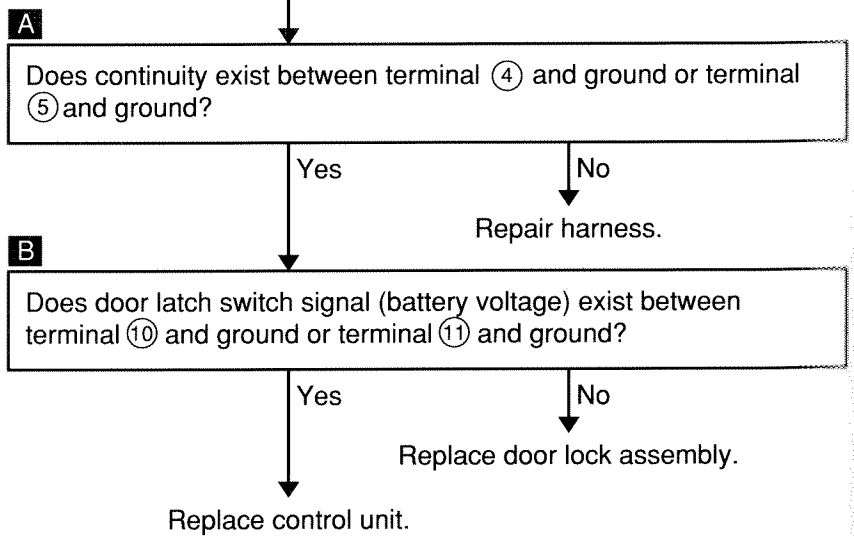 A
Does continuity exist between terminal ④ and ground or terminal
⑤ and ground?
Yes
No
Repair harness.
B
Does door latch switch signal (battery voltage) exist between
terminal ⑩ and ground or terminal ⑪ and ground?
Yes
No
Replace door lock assembly.
Replace control unit.